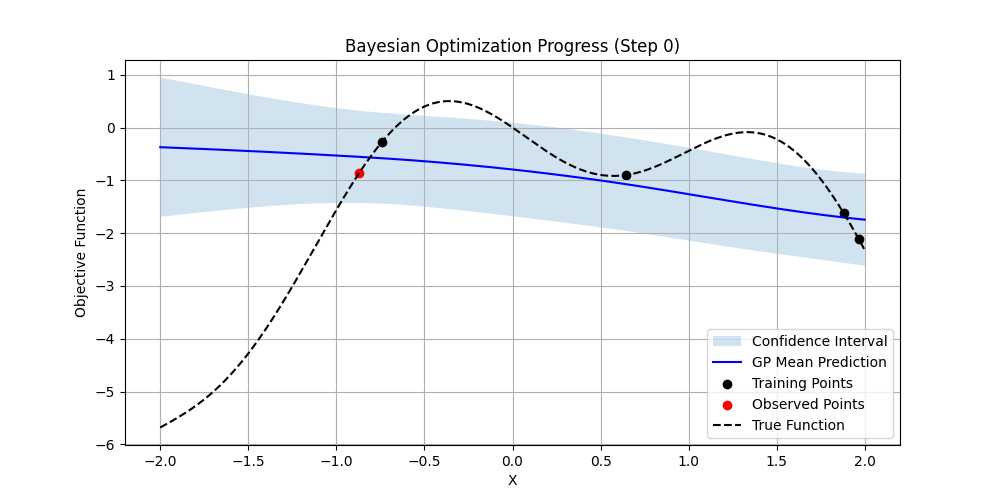 Bayesian Optimization Progress (Step 0)
Objective Function
1
0
−1
−2
−3
−4
−5
−6
−2.0
−1.5
−1.0
−0.5
0.0
0.5
1.0
1.5
2.0
X
Confidence Interval
GP Mean Prediction
Training Points
Observed Points
True Function